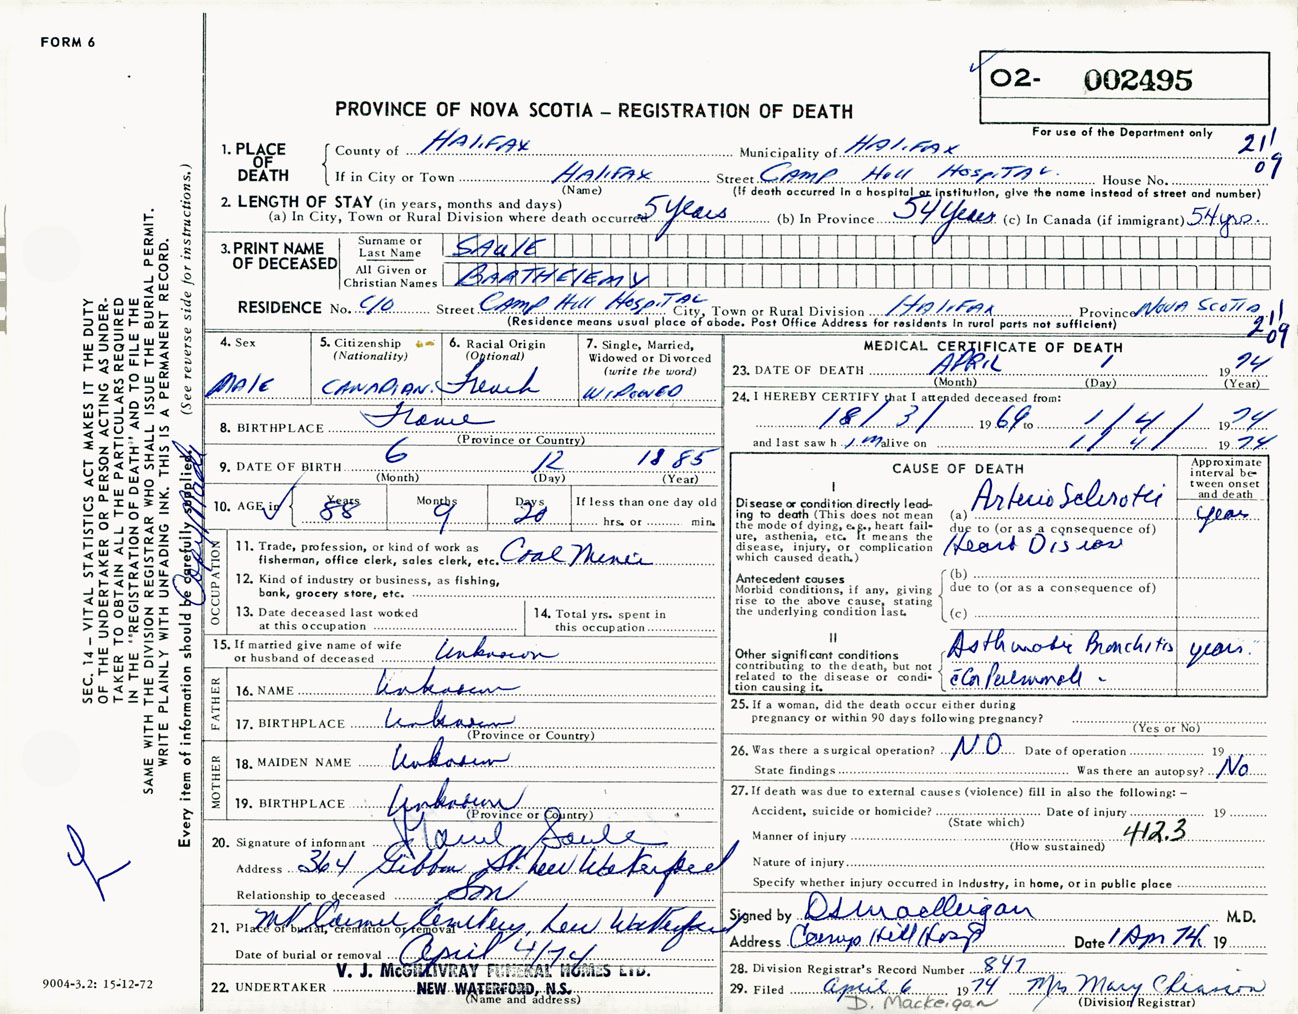 FORM 6
O2- 002495
For use of the Department only
PROVINCE OF NOVA SCOTIA – REGISTRATION OF DEATH
21/09
1. PLACE OF DEATH
County of HALIFAX Municipality of HALIFAX
If in City or Town HALIFAX Street CAMP HILL HOSPITAL House No.
(Name) (If death occurred in a hospital or institution, give the name instead of street and number)
2. LENGTH OF STAY (in years, months and days)
(a) In City, Town or Rural Division where death occurred 5 years (b) In Province 54 years (c) In Canada (if immigrant) 54 yrs.
3. PRINT NAME OF DECEASED
Surname or Last Name SAULE
All Given or Christian Names BARTHELEMY
RESIDENCE No. C/O Street CAMP HILL HOSPITAL City, Town or Rural Division HALIFAX Province NOVA SCOTIA
(Residence means usual place of abode. Post Office Address for residents in rural parts not sufficient)
21/09
4. Sex MALE
5. Citizenship (Nationality) CANADIAN.
6. Racial Origin (Optional) French
7. Single, Married, Widowed or Divorced (write the word) WIDOWED
8. BIRTHPLACE France
(Province or Country)
9. DATE OF BIRTH 6 12 1885
(Month) (Day) (Year)
10. AGE in Years 88 Months 9 Days 20 If less than one day old
hrs. or min.
OCCUPATION
11. Trade, profession, or kind of work as fisherman, office clerk, sales clerk, etc. Coal Miner
12. Kind of industry or business, as fishing, bank, grocery store, etc.
13. Date deceased last worked at this occupation
14. Total yrs. spent in this occupation
15. If married give name of wife or husband of deceased Unknown
FATHER
16. NAME Unknown
17. BIRTHPLACE Unknown
(Province or Country)
MOTHER
18. MAIDEN NAME Unknown
19. BIRTHPLACE Unknown
(Province or Country)
20. Signature of informant Saule
Address 364 Gibbon St. New Waterford
Relationship to deceased Son
21. Place of burial, cremation or removal Mt Carmel Cemetery, New Waterford
Date of burial or removal April 4/74
22. UNDERTAKER V. J. McGILLIVRAY FUNERAL HOMES LTD.
NEW WATERFORD, N.S.
(Name and address)
MEDICAL CERTIFICATE OF DEATH
23. DATE OF DEATH APRIL 1 1974
(Month) (Day) (Year)
24. I HEREBY CERTIFY that I attended deceased from:
18/3/1969 to 1/4/1974
and last saw him alive on 1/4/1974
CAUSE OF DEATH
Approximate interval between onset and death
I
Disease or condition directly leading to death (This does not mean the mode of dying, e.g., heart failure, asthenia, etc. It means the disease, injury, or complication which caused death.)
(a) Arterio Sclerotic years
due to (or as a consequence of)
Heart Disease
Antecedent causes
Morbid conditions, if any, giving rise to the above cause, stating the underlying condition last.
(b)
due to (or as a consequence of)
(c)
II
Other significant conditions contributing to the death, but not related to the disease or condition causing it.
Asthmatic Bronchitis years
c̄ Cor Pulmonale -
25. If a woman, did the death occur either during pregnancy or within 90 days following pregnancy?
(Yes or No)
26. Was there a surgical operation? NO Date of operation 19
State findings Was there an autopsy? No
27. If death was due to external causes (violence) fill in also the following: –
Accident, suicide or homicide? Date of injury 19
(State which)
Manner of injury 412.3
(How sustained)
Nature of injury
Specify whether injury occurred in Industry, in home, or in public place
Signed by DS MacKeigan M.D.
Address Camp Hill Hosp Date 1 Apr 74. 19
28. Division Registrar's Record Number 847
29. Filed April 6 1974 Mrs Mary Chiasson
D. MacKeigan (Division Registrar)
SEC. 14 – VITAL STATISTICS ACT MAKES IT THE DUTY
OF THE UNDERTAKER OR PERSON ACTING AS UNDER-
TAKER TO OBTAIN ALL THE PARTICULARS REQUIRED
IN THE "REGISTRATION OF DEATH" AND TO FILE THE
SAME WITH THE DIVISION REGISTRAR WHO SHALL ISSUE THE BURIAL PERMIT.
WRITE PLAINLY WITH UNFADING INK. THIS IS A PERMANENT RECORD.
Every item of information should be carefully supplied. (See reverse side for instructions.)
Copy Made
9004-3.2: 15-12-72